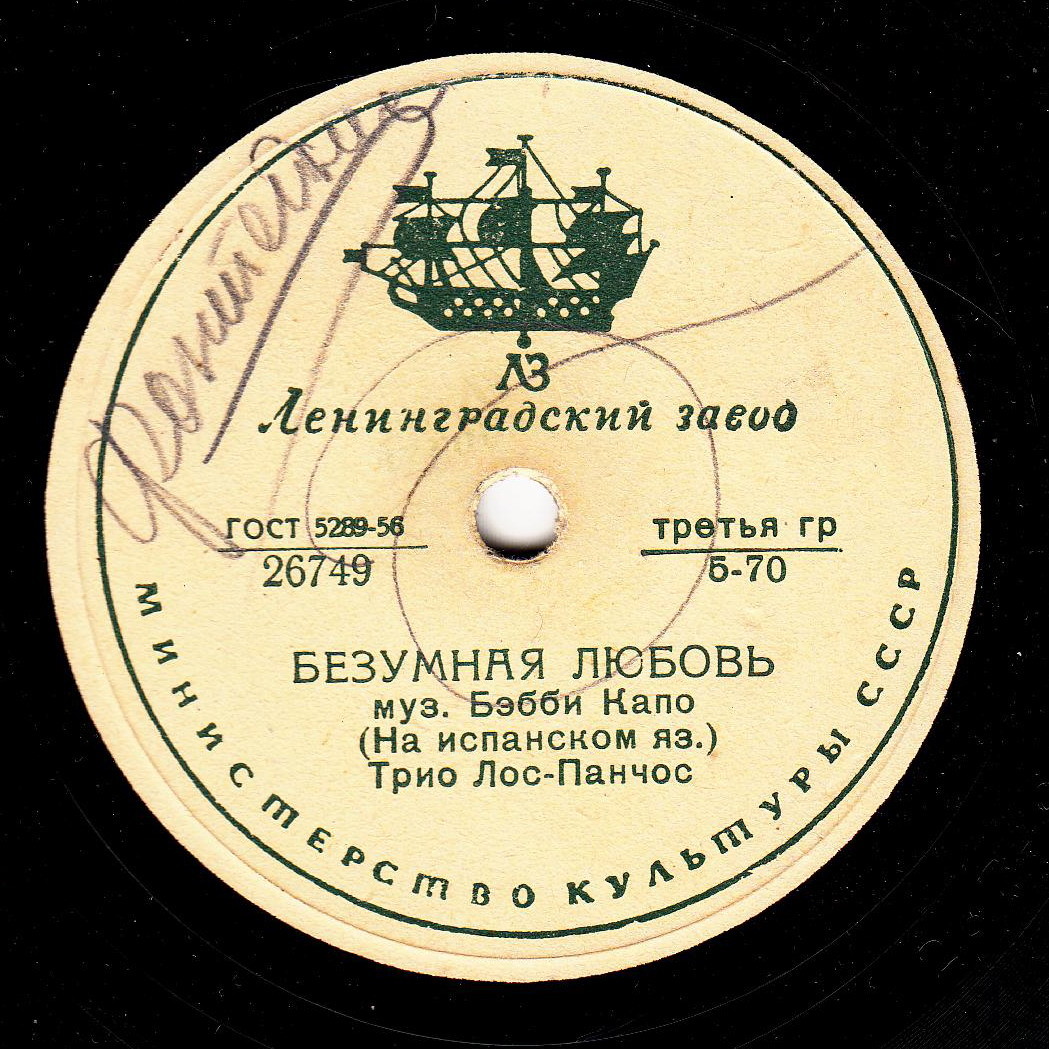 ЛЗ
Ленинградский завод
ГОСТ 5289-56
26749
третья гр
5-70
БЕЗУМНАЯ ЛЮБОВЬ
муз. Бэбби Капо
(На испанском яз.)
Трио Лос-Панчос
МИНИСТЕРСТВО КУЛЬТУРЫ СССР